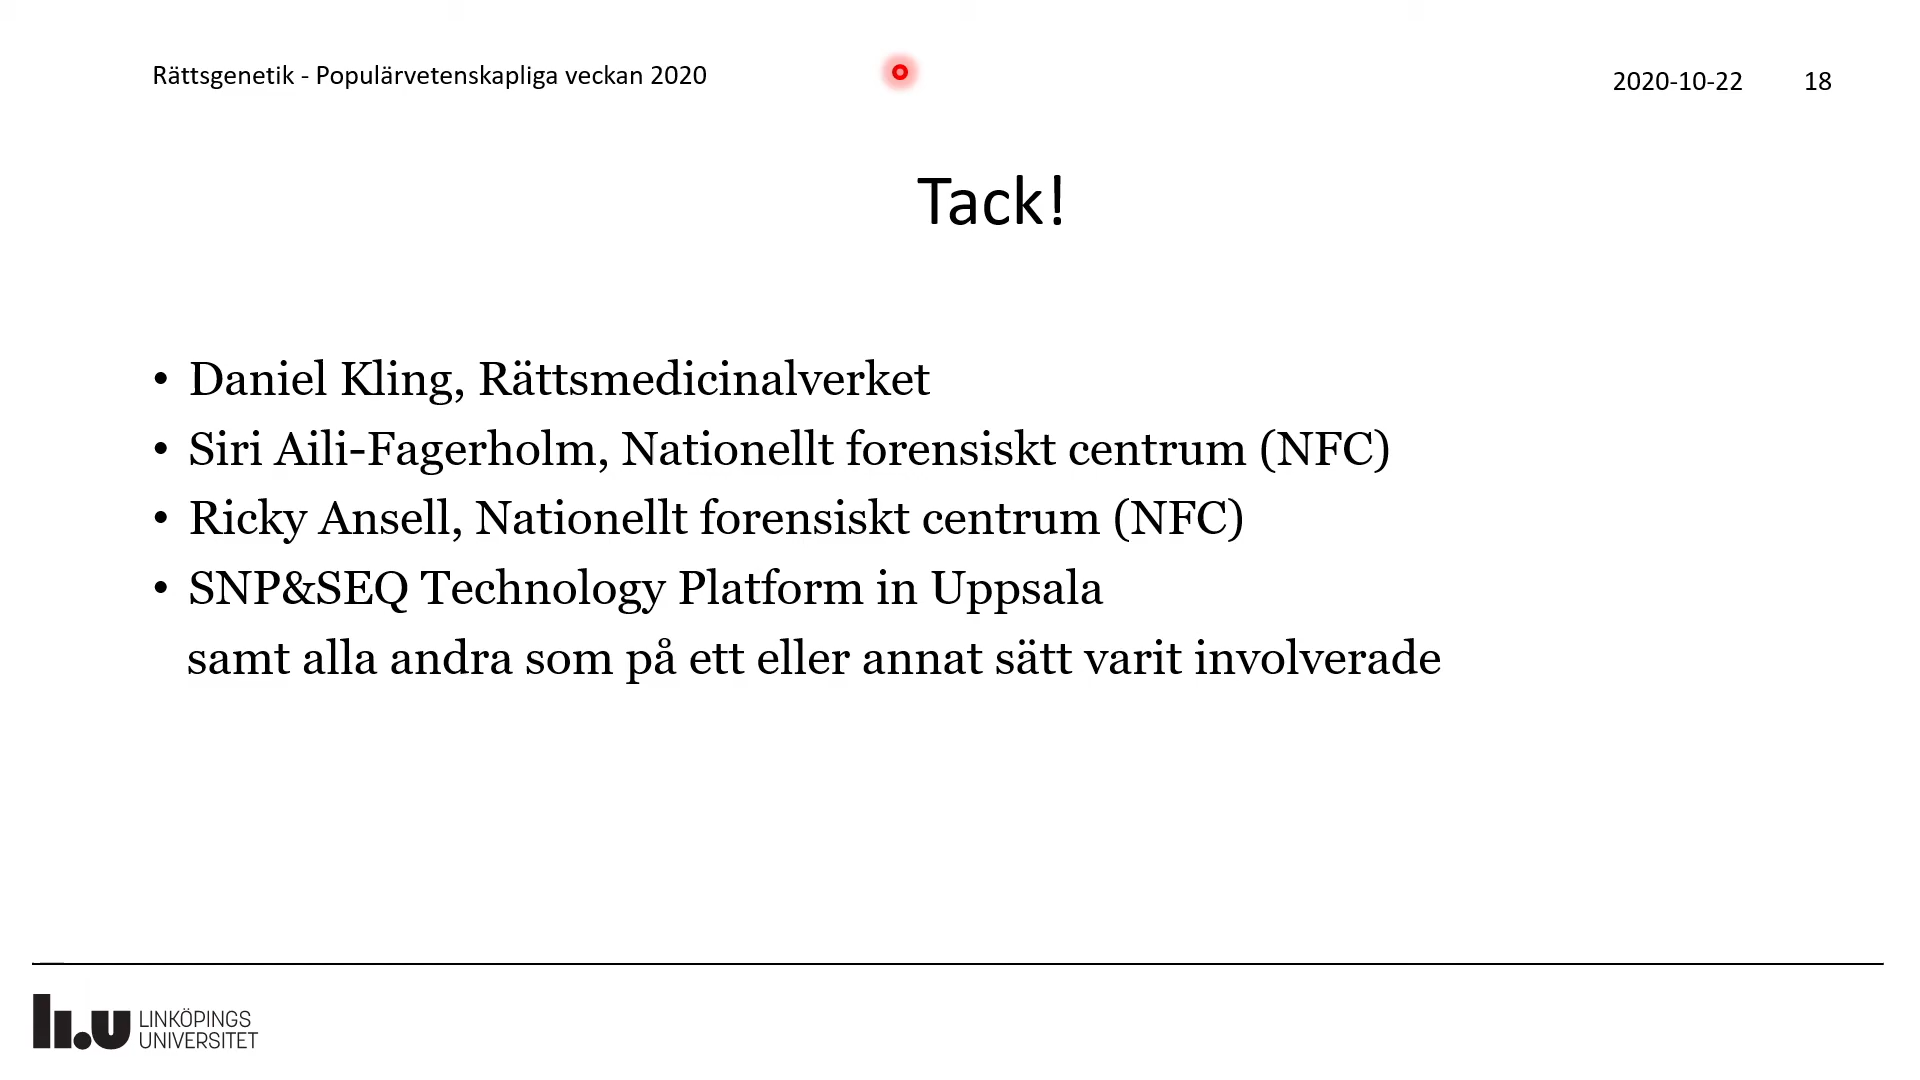 Rättsgenetik - Populärvetenskapliga veckan 2020
2020-10-22 18
Tack!
• Daniel Kling, Rättsmedicinalverket
• Siri Aili-Fagerholm, Nationellt forensiskt centrum (NFC)
• Ricky Ansell, Nationellt forensiskt centrum (NFC)
• SNP&SEQ Technology Platform in Uppsala
samt alla andra som på ett eller annat sätt varit involverade
li.u LINKÖPINGS
UNIVERSITET